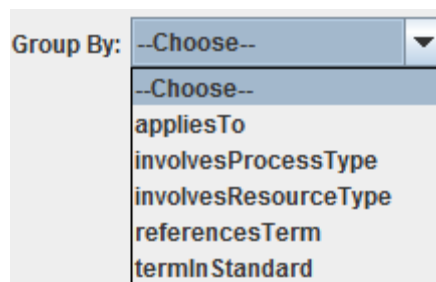 Group By: --Choose--
--Choose--
appliesTo
involvesProcessType
involvesResourceType
referencesTerm
termInStandard